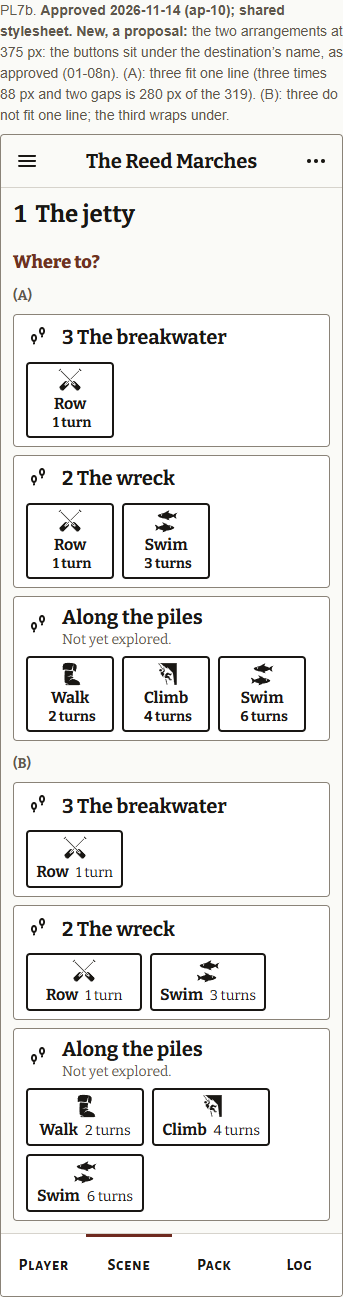 PL7b. Approved 2026-11-14 (ap-10); shared
stylesheet. New, a proposal: the two arrangements at
375 px: the buttons sit under the destination's name, as
approved (01-08n). (A): three fit one line (three times
88 px and two gaps is 280 px of the 319). (B): three do
not fit one line; the third wraps under.
The Reed Marches
1 The jetty
Where to?
(A)
3 The breakwater
Row
1 turn
2 The wreck
Row
1 turn
Swim
3 turns
Along the piles
Not yet explored.
Walk
2 turns
Climb
4 turns
Swim
6 turns
(B)
3 The breakwater
Row 1 turn
2 The wreck
Row 1 turn
Swim 3 turns
Along the piles
Not yet explored.
Walk 2 turns
Climb 4 turns
Swim 6 turns
Player Scene Pack Log